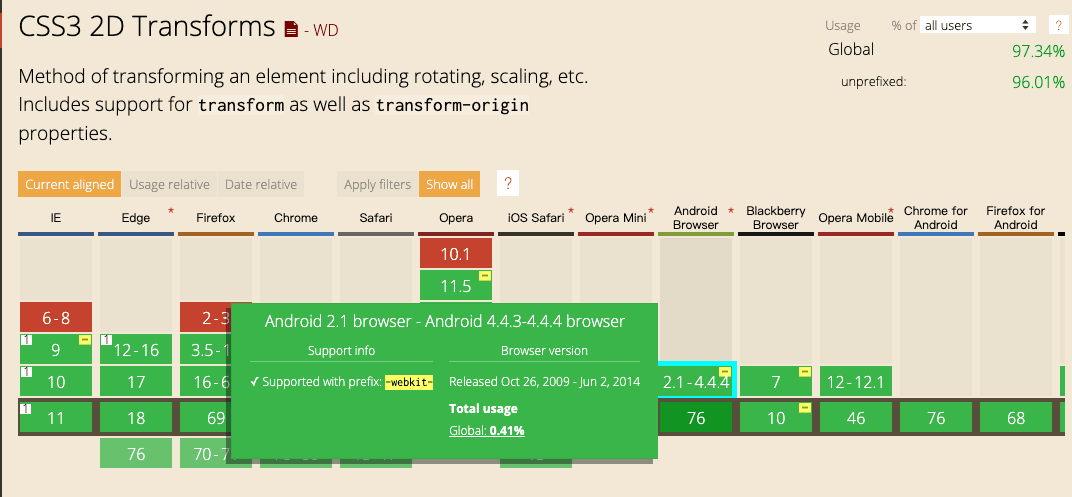 CSS3 2D Transforms - WD
Usage % of all users ?
Global 97.34%
unprefixed: 96.01%
Method of transforming an element including rotating, scaling, etc.
Includes support for transform as well as transform-origin
properties.
Current aligned Usage relative Date relative Apply filters Show all ?
IE Edge * Firefox Chrome Safari Opera iOS Safari * Opera Mini * Android Browser * Blackberry Browser Opera Mobile * Chrome for Android Firefox for Android
10.1
11.5
6-8 2-3
1 9 1 12-16 3.5-1
1 10 17 16-6 2.1-4.4.4 7 12-12.1
1 11 18 69 76 10 46 76 68
76 70-7
Android 2.1 browser - Android 4.4.3-4.4.4 browser
Support info
✓ Supported with prefix: -webkit-
Browser version
Released Oct 26, 2009 - Jun 2, 2014
Total usage
Global: 0.41%